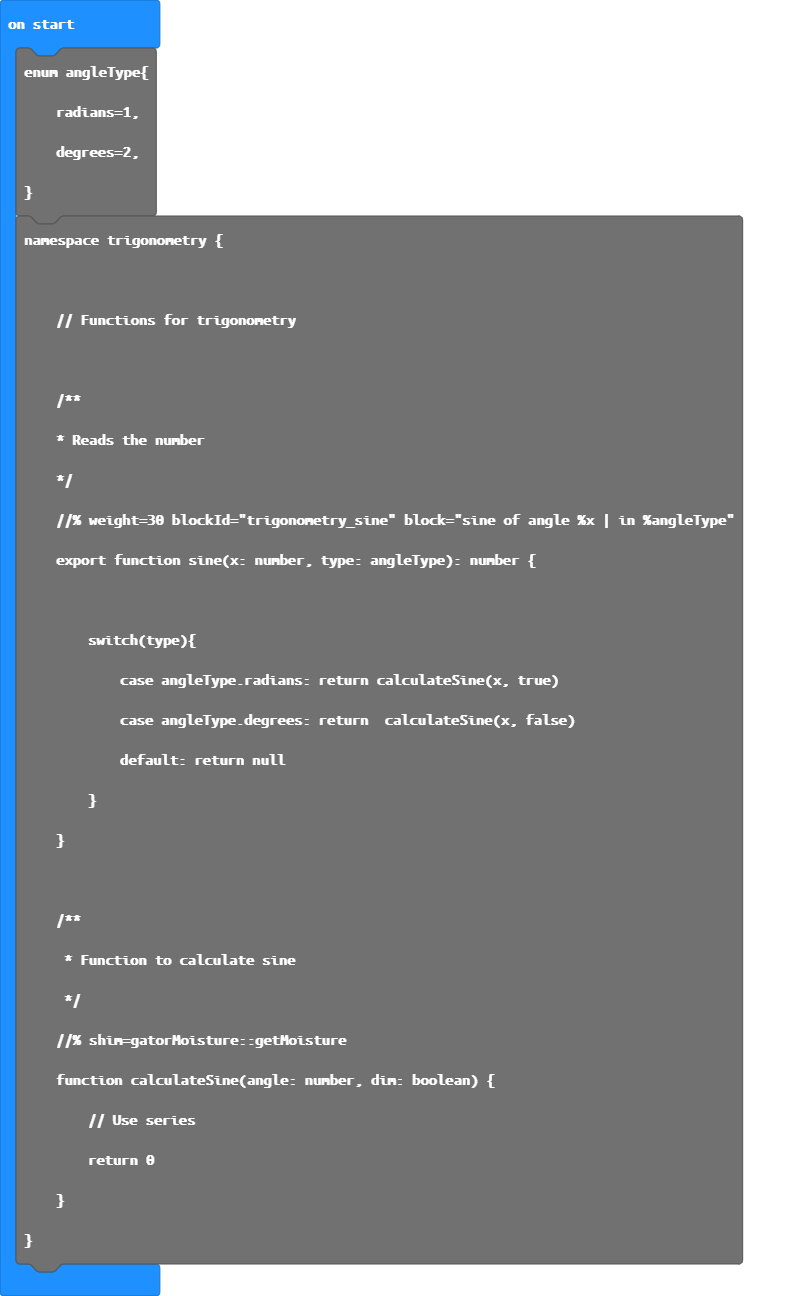 on start
enum angleType{
radians=1,
degrees=2,
}
namespace trigonometry {
// Functions for trigonometry
/**
* Reads the number
*/
//% weight=30 blockId="trigonometry_sine" block="sine of angle %x | in %angleType"
export function sine(x: number, type: angleType): number {
switch(type){
case angleType.radians: return calculateSine(x, true)
case angleType.degrees: return  calculateSine(x, false)
default: return null
}
}
/**
* Function to calculate sine
*/
//% shim=gatorMoisture::getMoisture
function calculateSine(angle: number, dim: boolean) {
// Use series
return 0
}
}